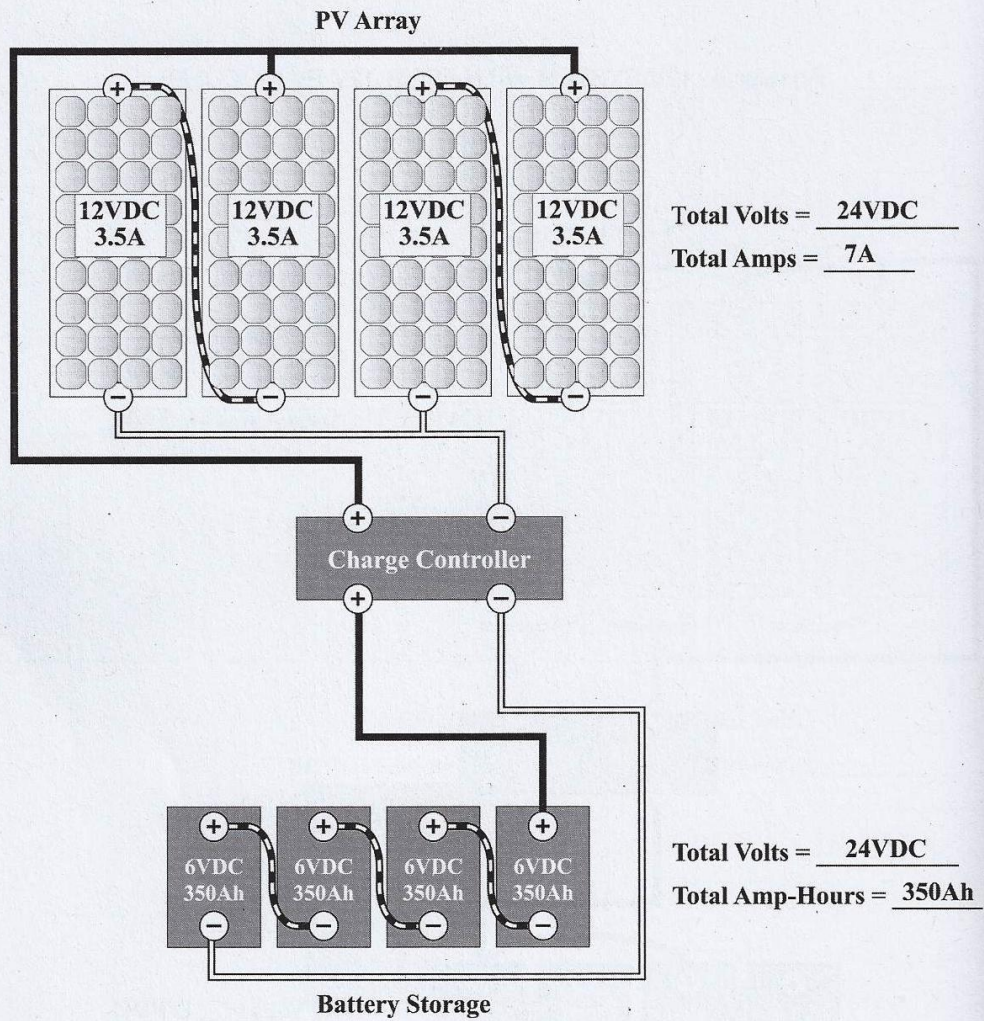 PV Array
+ + + +
12VDC 12VDC 12VDC 12VDC
3.5A 3.5A 3.5A 3.5A
Total Volts = 24VDC
Total Amps = 7A
− − − −
+ −
Charge Controller
+ −
+ + + +
6VDC 6VDC 6VDC 6VDC
350Ah 350Ah 350Ah 350Ah
− − − −
Total Volts = 24VDC
Total Amp-Hours = 350Ah
Battery Storage